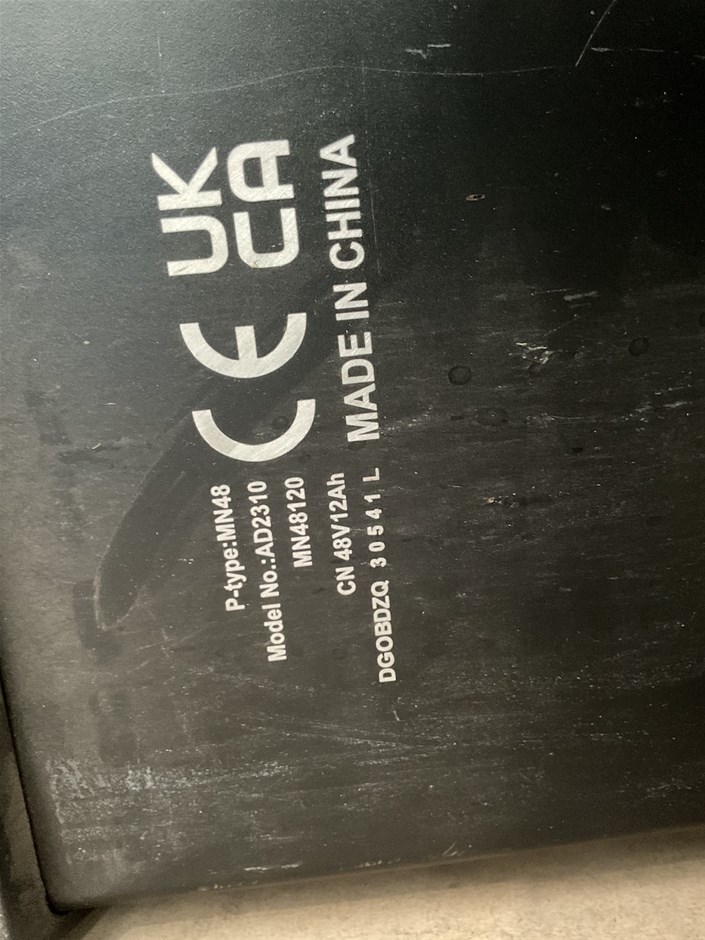 P-type:MN48
Model No.:AD2310
MN48120
CN 48V12Ah
DGOBDZQ 30541 L
CE
UK
CA
MADE IN CHINA